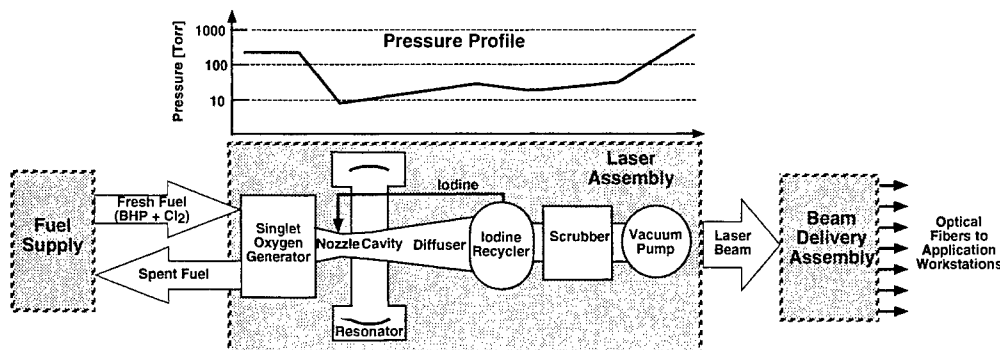 Pressure [Torr]
1000
100
10
Pressure Profile
Laser
Assembly
Fuel
Supply
Fresh Fuel
(BHP + Cl2)
Spent Fuel
Singlet
Oxygen
Generator
Iodine
Nozzle
Cavity
Diffuser
Iodine
Recycler
Scrubber
Vacuum
Pump
Resonator
Laser
Beam
Beam
Delivery
Assembly
Optical
Fibers to
Application
Workstations